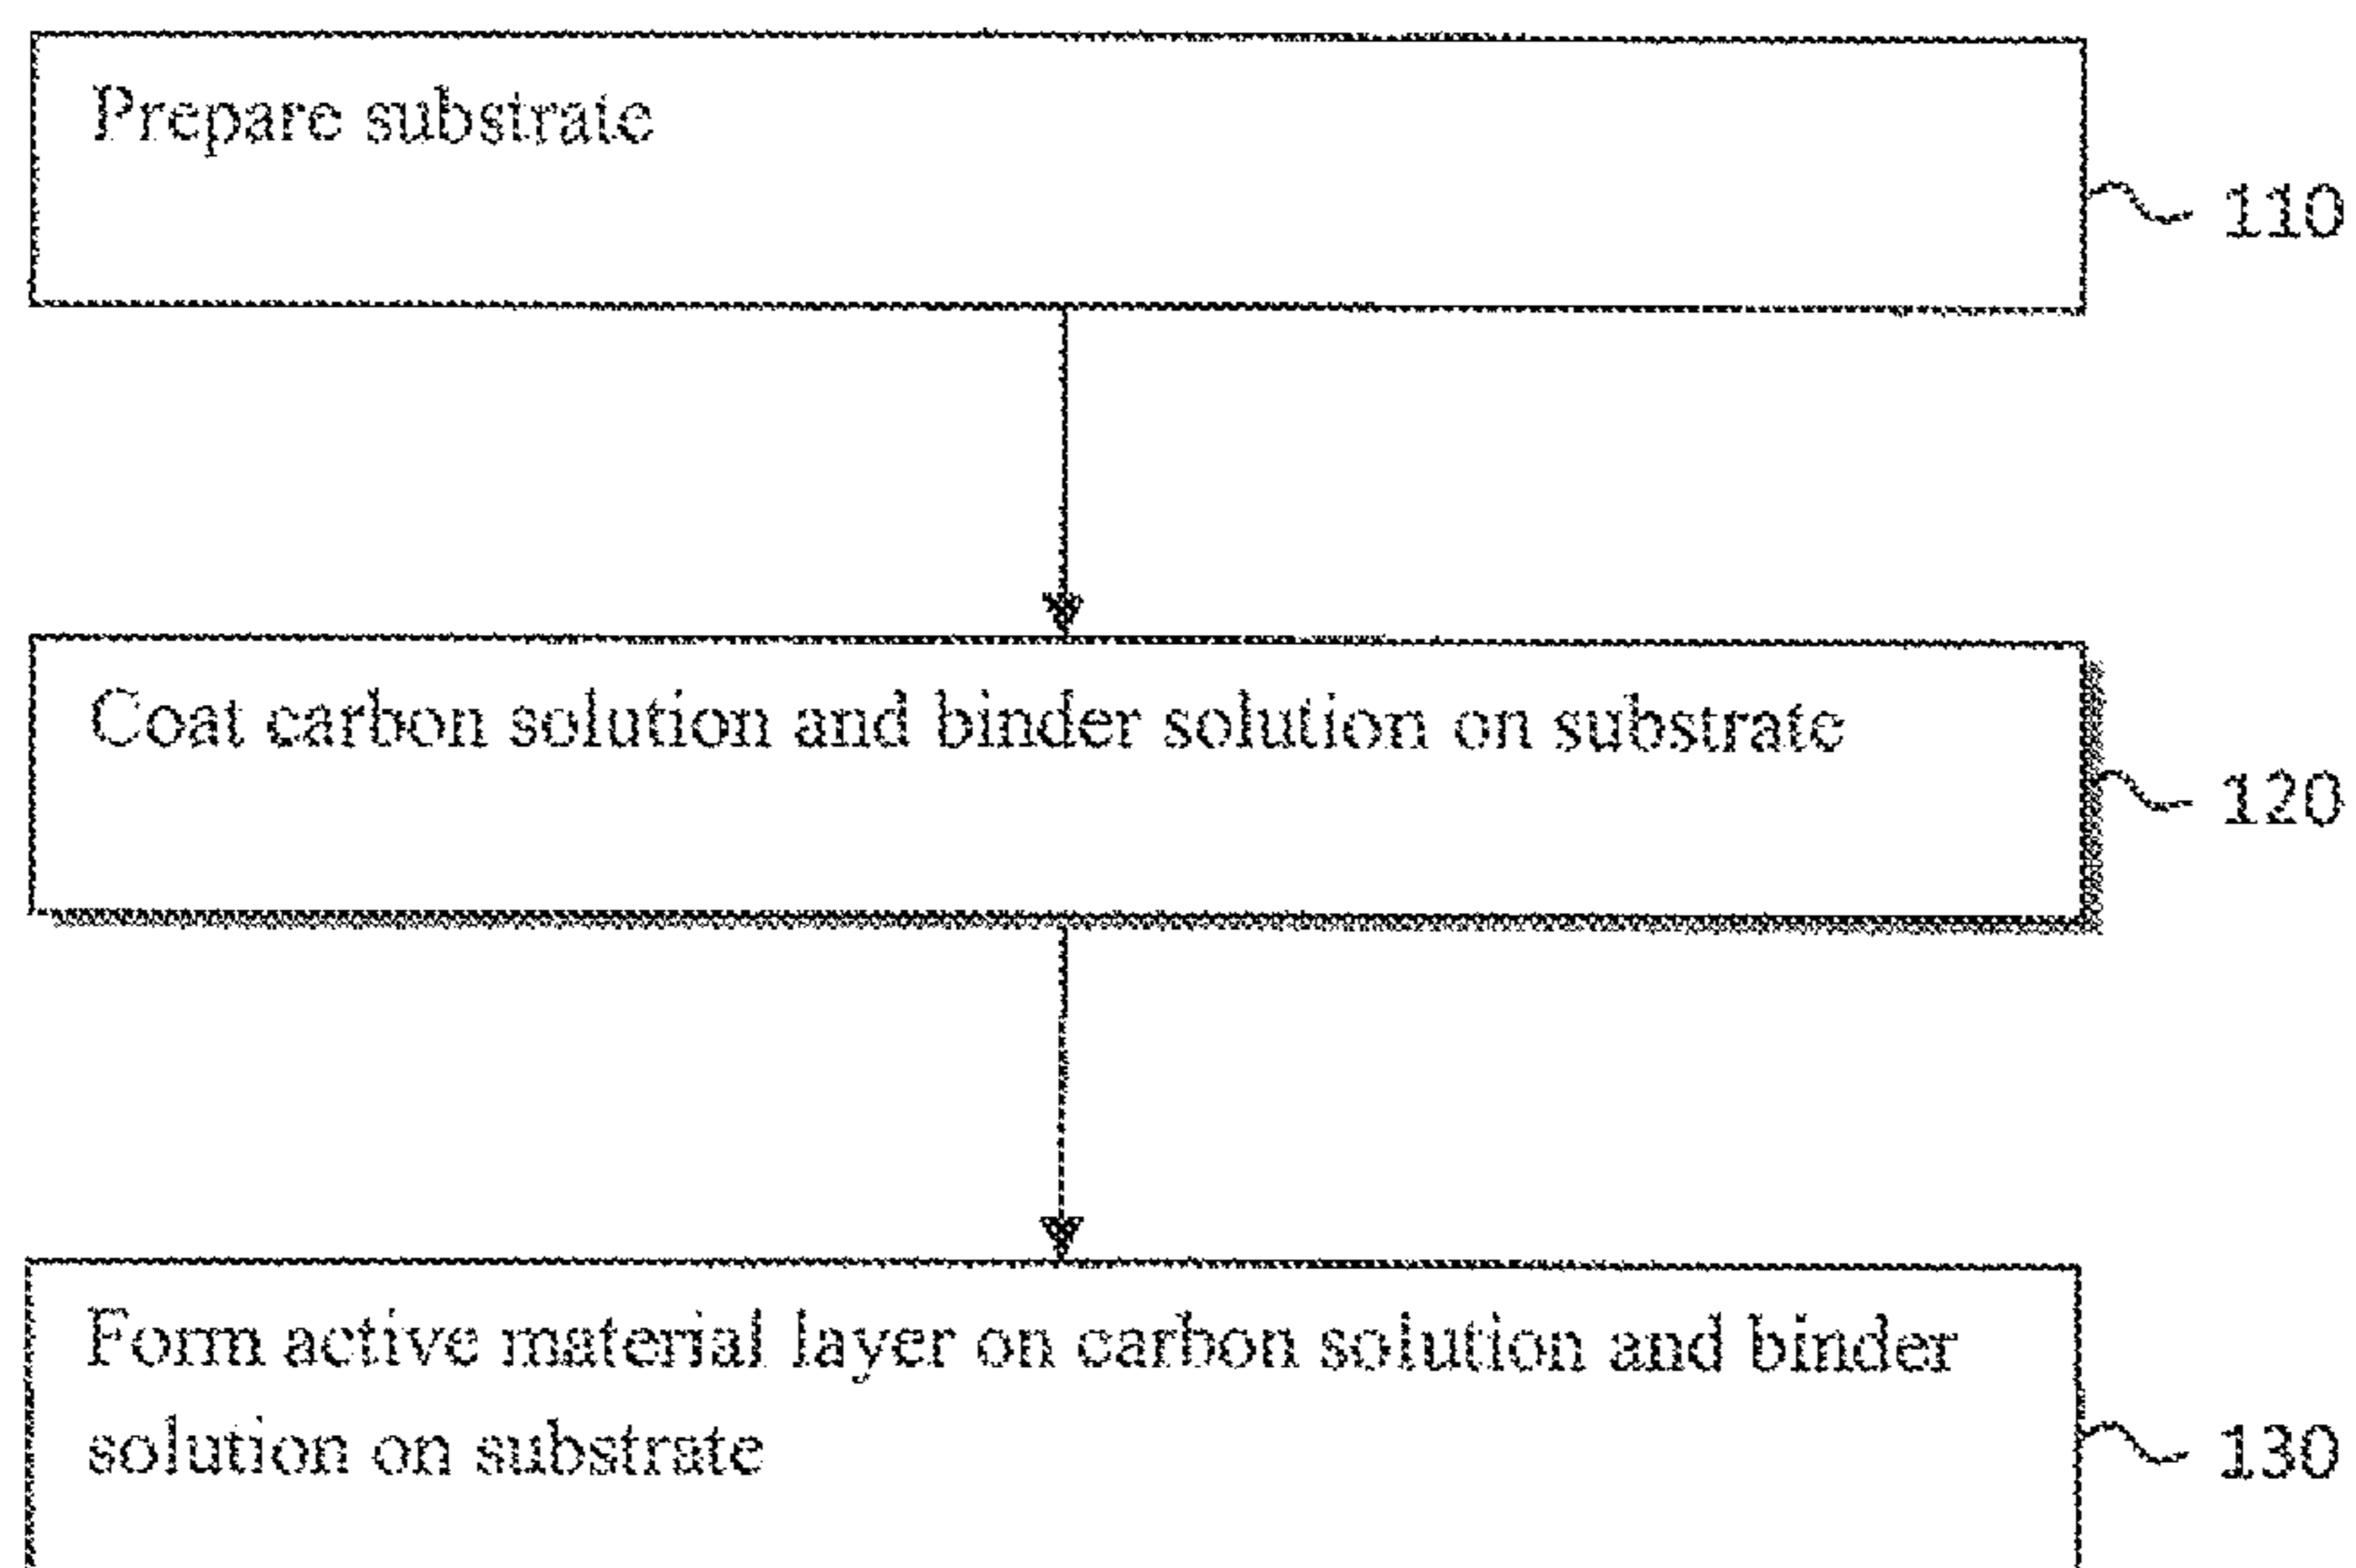 Prepare substrate
110
Coat carbon solution and binder solution on substrate
120
Form active material layer on carbon solution and binder
solution on substrate
130